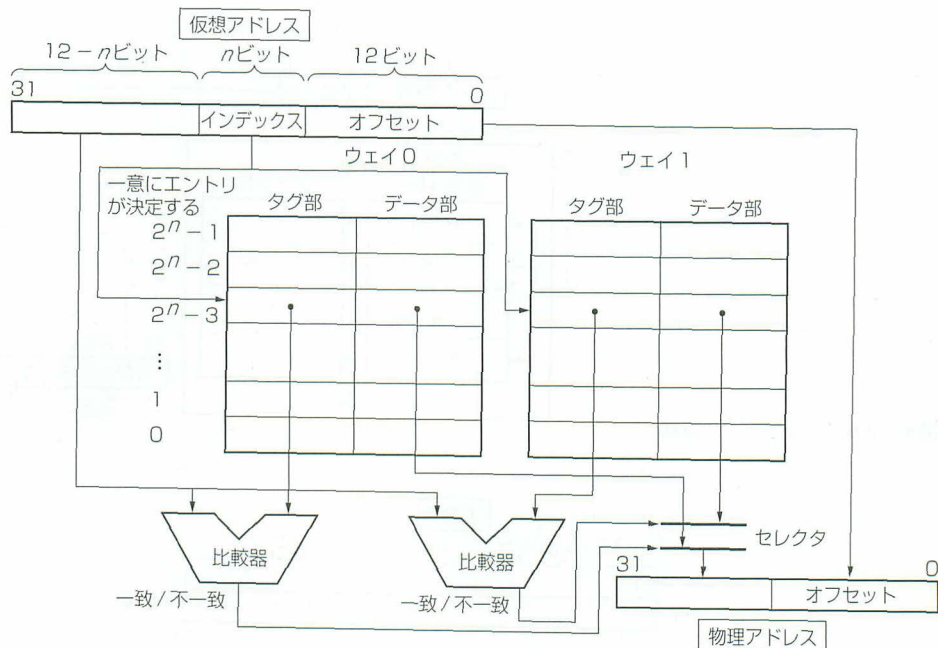 仮想アドレス
12－nビット
nビット
12ビット
31
0
インデックス
オフセット
ウェイ0
ウェイ1
一意にエントリ
が決定する
タグ部
データ部
タグ部
データ部
2ⁿ－1
2ⁿ－2
2ⁿ－3
⋯
1
0
比較器
比較器
セレクタ
一致/不一致
一致/不一致
31
0
オフセット
物理アドレス